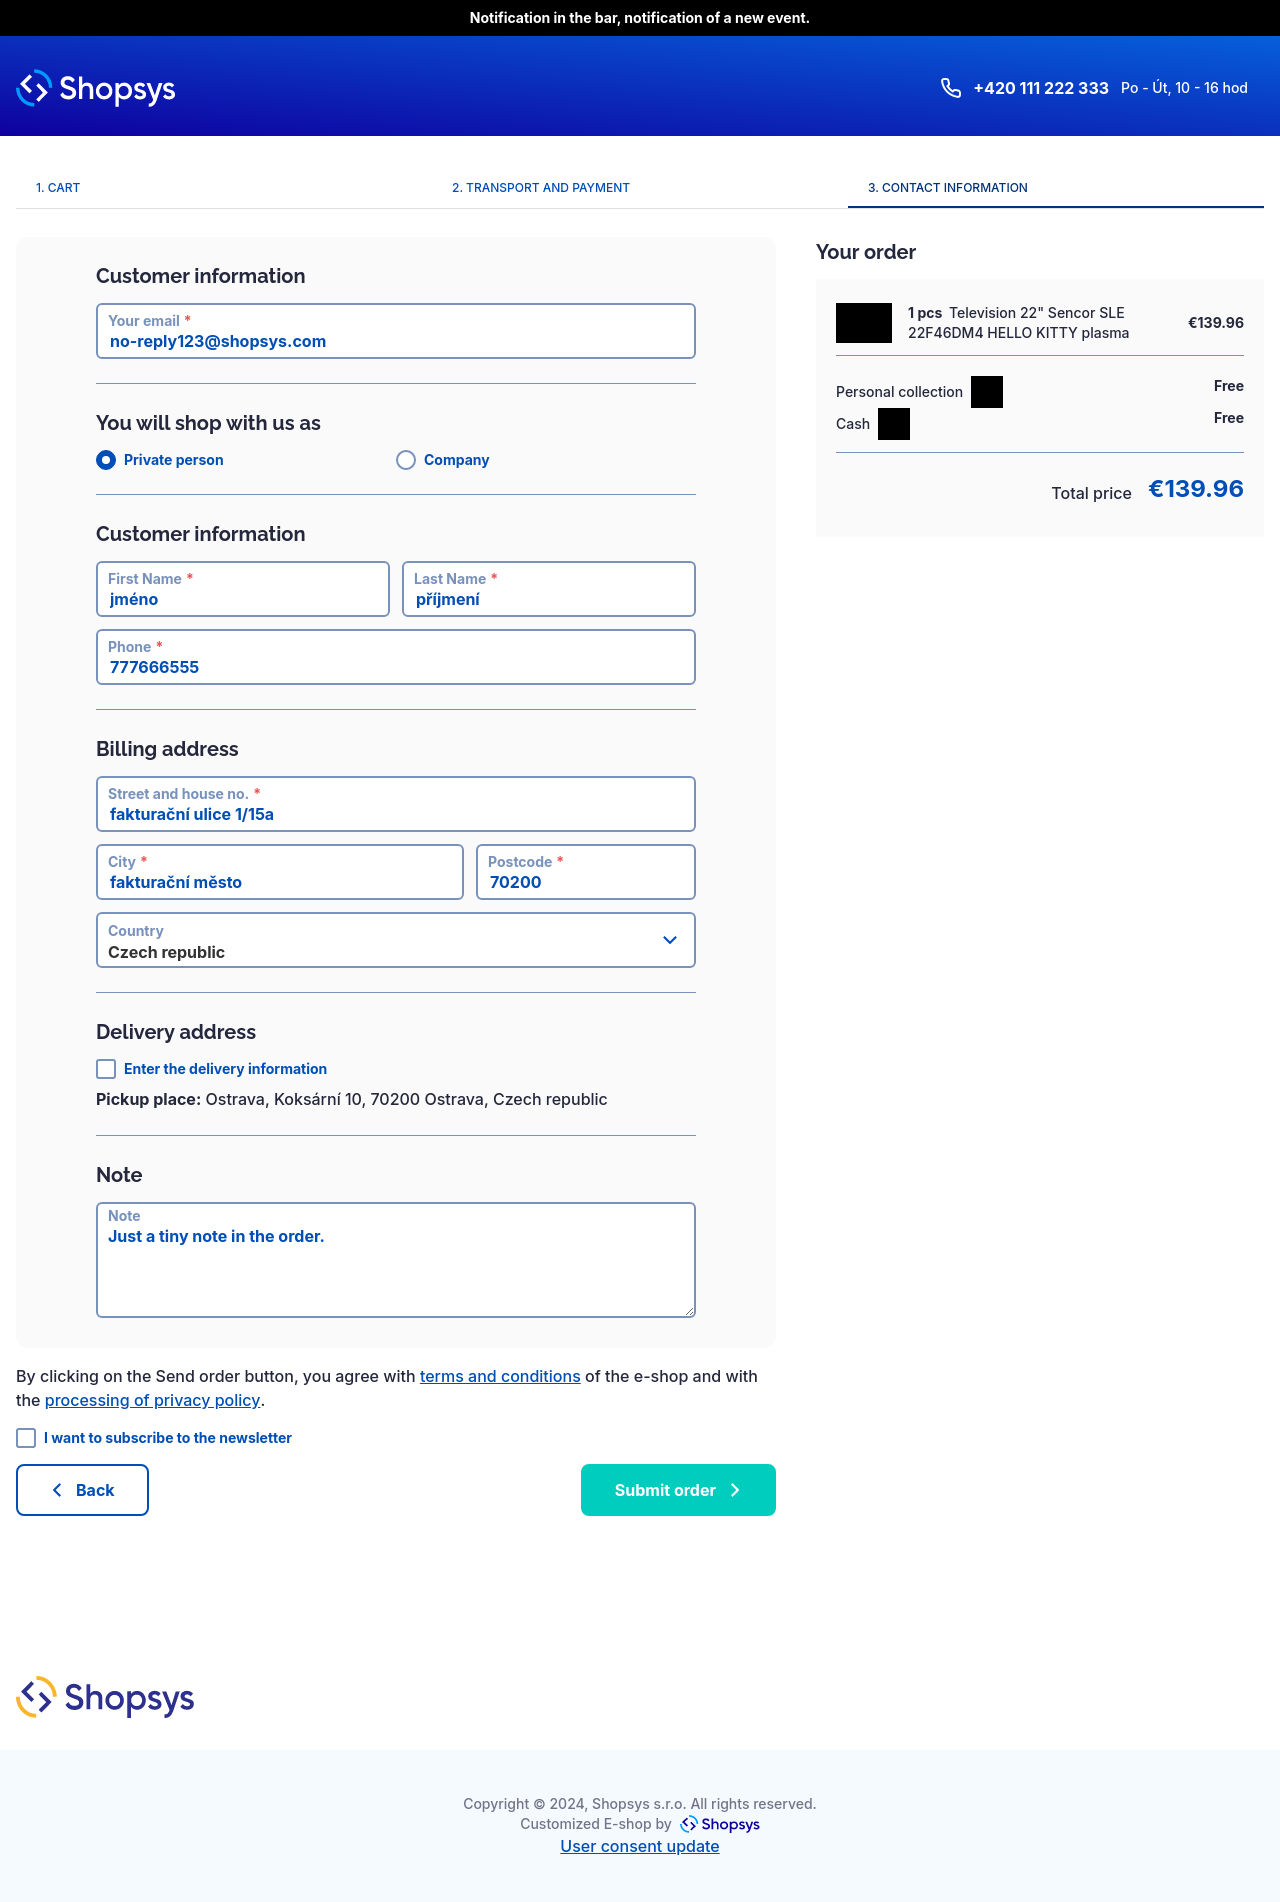 Notification in the bar, notification of a new event.
Shopsys
+420 111 222 333 Po - Út, 10 - 16 hod
1. CART
2. TRANSPORT AND PAYMENT
3. CONTACT INFORMATION
Customer information
Your email *
no-reply123@shopsys.com
You will shop with us as
Private person
Company
Customer information
First Name *
jméno
Last Name *
příjmení
Phone *
777666555
Billing address
Street and house no. *
fakturační ulice 1/15a
City *
fakturační město
Postcode *
70200
Country
Czech republic
Delivery address
Enter the delivery information
Pickup place: Ostrava, Koksární 10, 70200 Ostrava, Czech republic
Note
Note
Just a tiny note in the order.
By clicking on the Send order button, you agree with terms and conditions of the e-shop and with
the processing of privacy policy.
I want to subscribe to the newsletter
Back
Submit order
Your order
1 pcs Television 22" Sencor SLE
22F46DM4 HELLO KITTY plasma
€139.96
Personal collection
Free
Cash
Free
Total price €139.96
Shopsys
Copyright © 2024, Shopsys s.r.o. All rights reserved.
Customized E-shop by Shopsys
User consent update